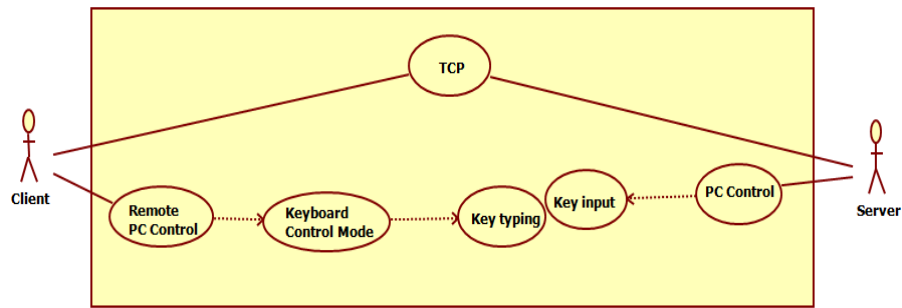 TCP
Client
Remote
PC Control
Keyboard
Control Mode
Key typing
Key input
PC Control
Server